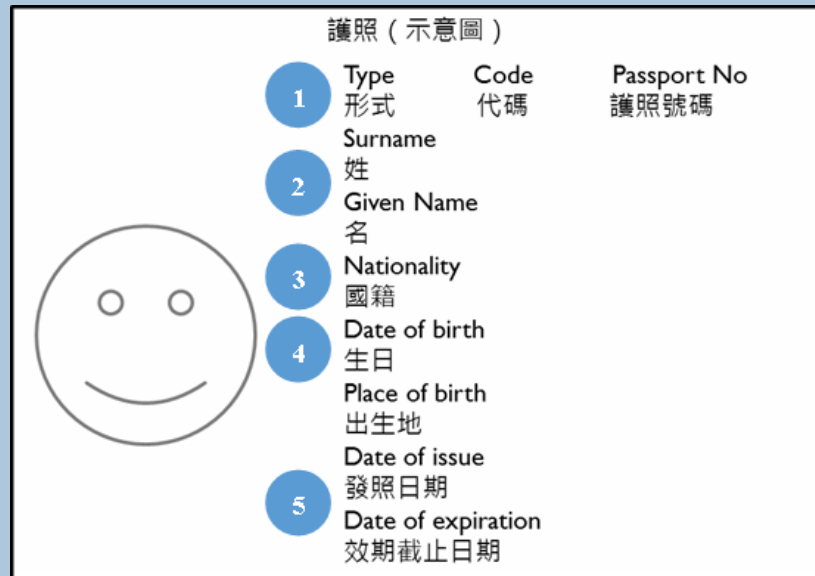 護照（示意圖）
1 Type Code Passport No
形式 代碼 護照號碼
Surname
2 姓
Given Name
名
3 Nationality
國籍
4 Date of birth
生日
Place of birth
出生地
Date of issue
5 發照日期
Date of expiration
效期截止日期